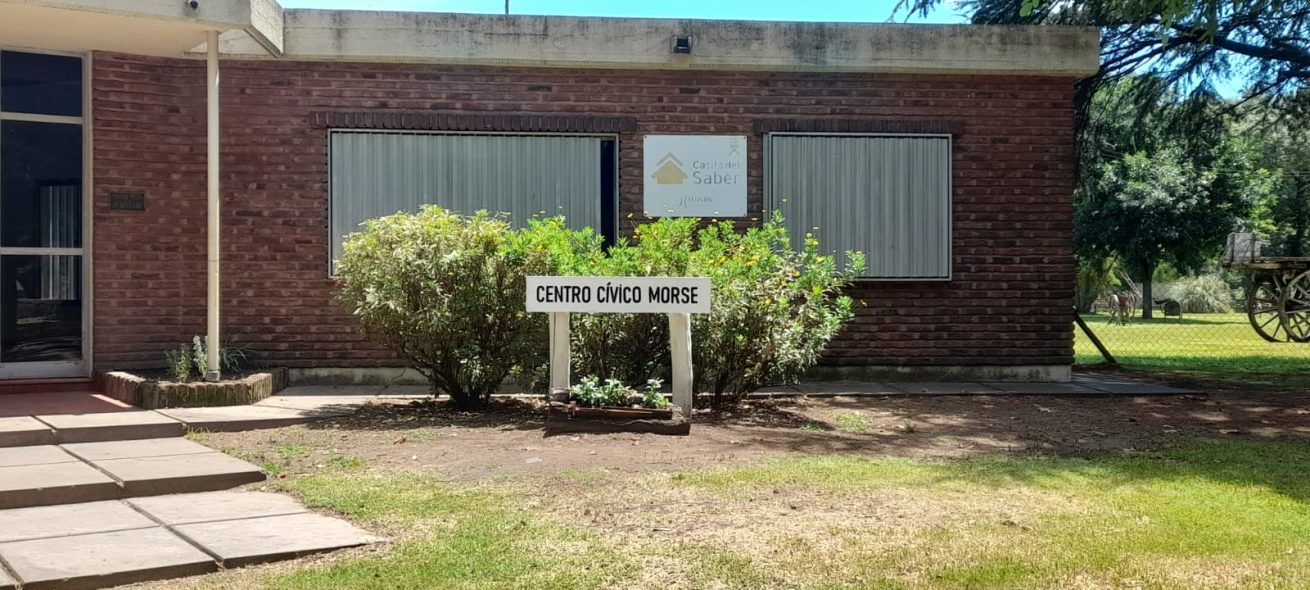 Casita del
Saber
JUNIN
CENTRO CÍVICO MORSE